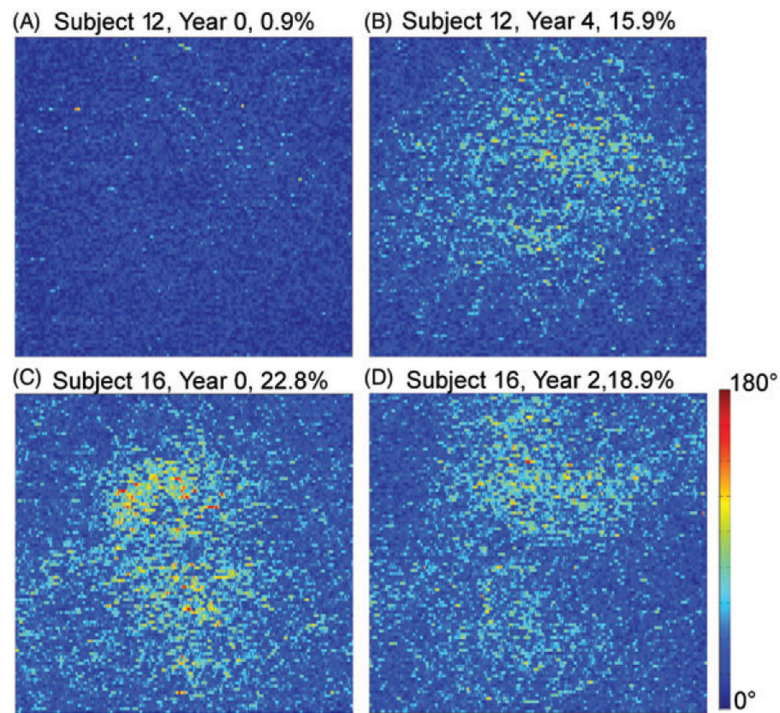 (A) Subject 12, Year 0, 0.9%
(B) Subject 12, Year 4, 15.9%
(C) Subject 16, Year 0, 22.8%
(D) Subject 16, Year 2,18.9%
180°
0°